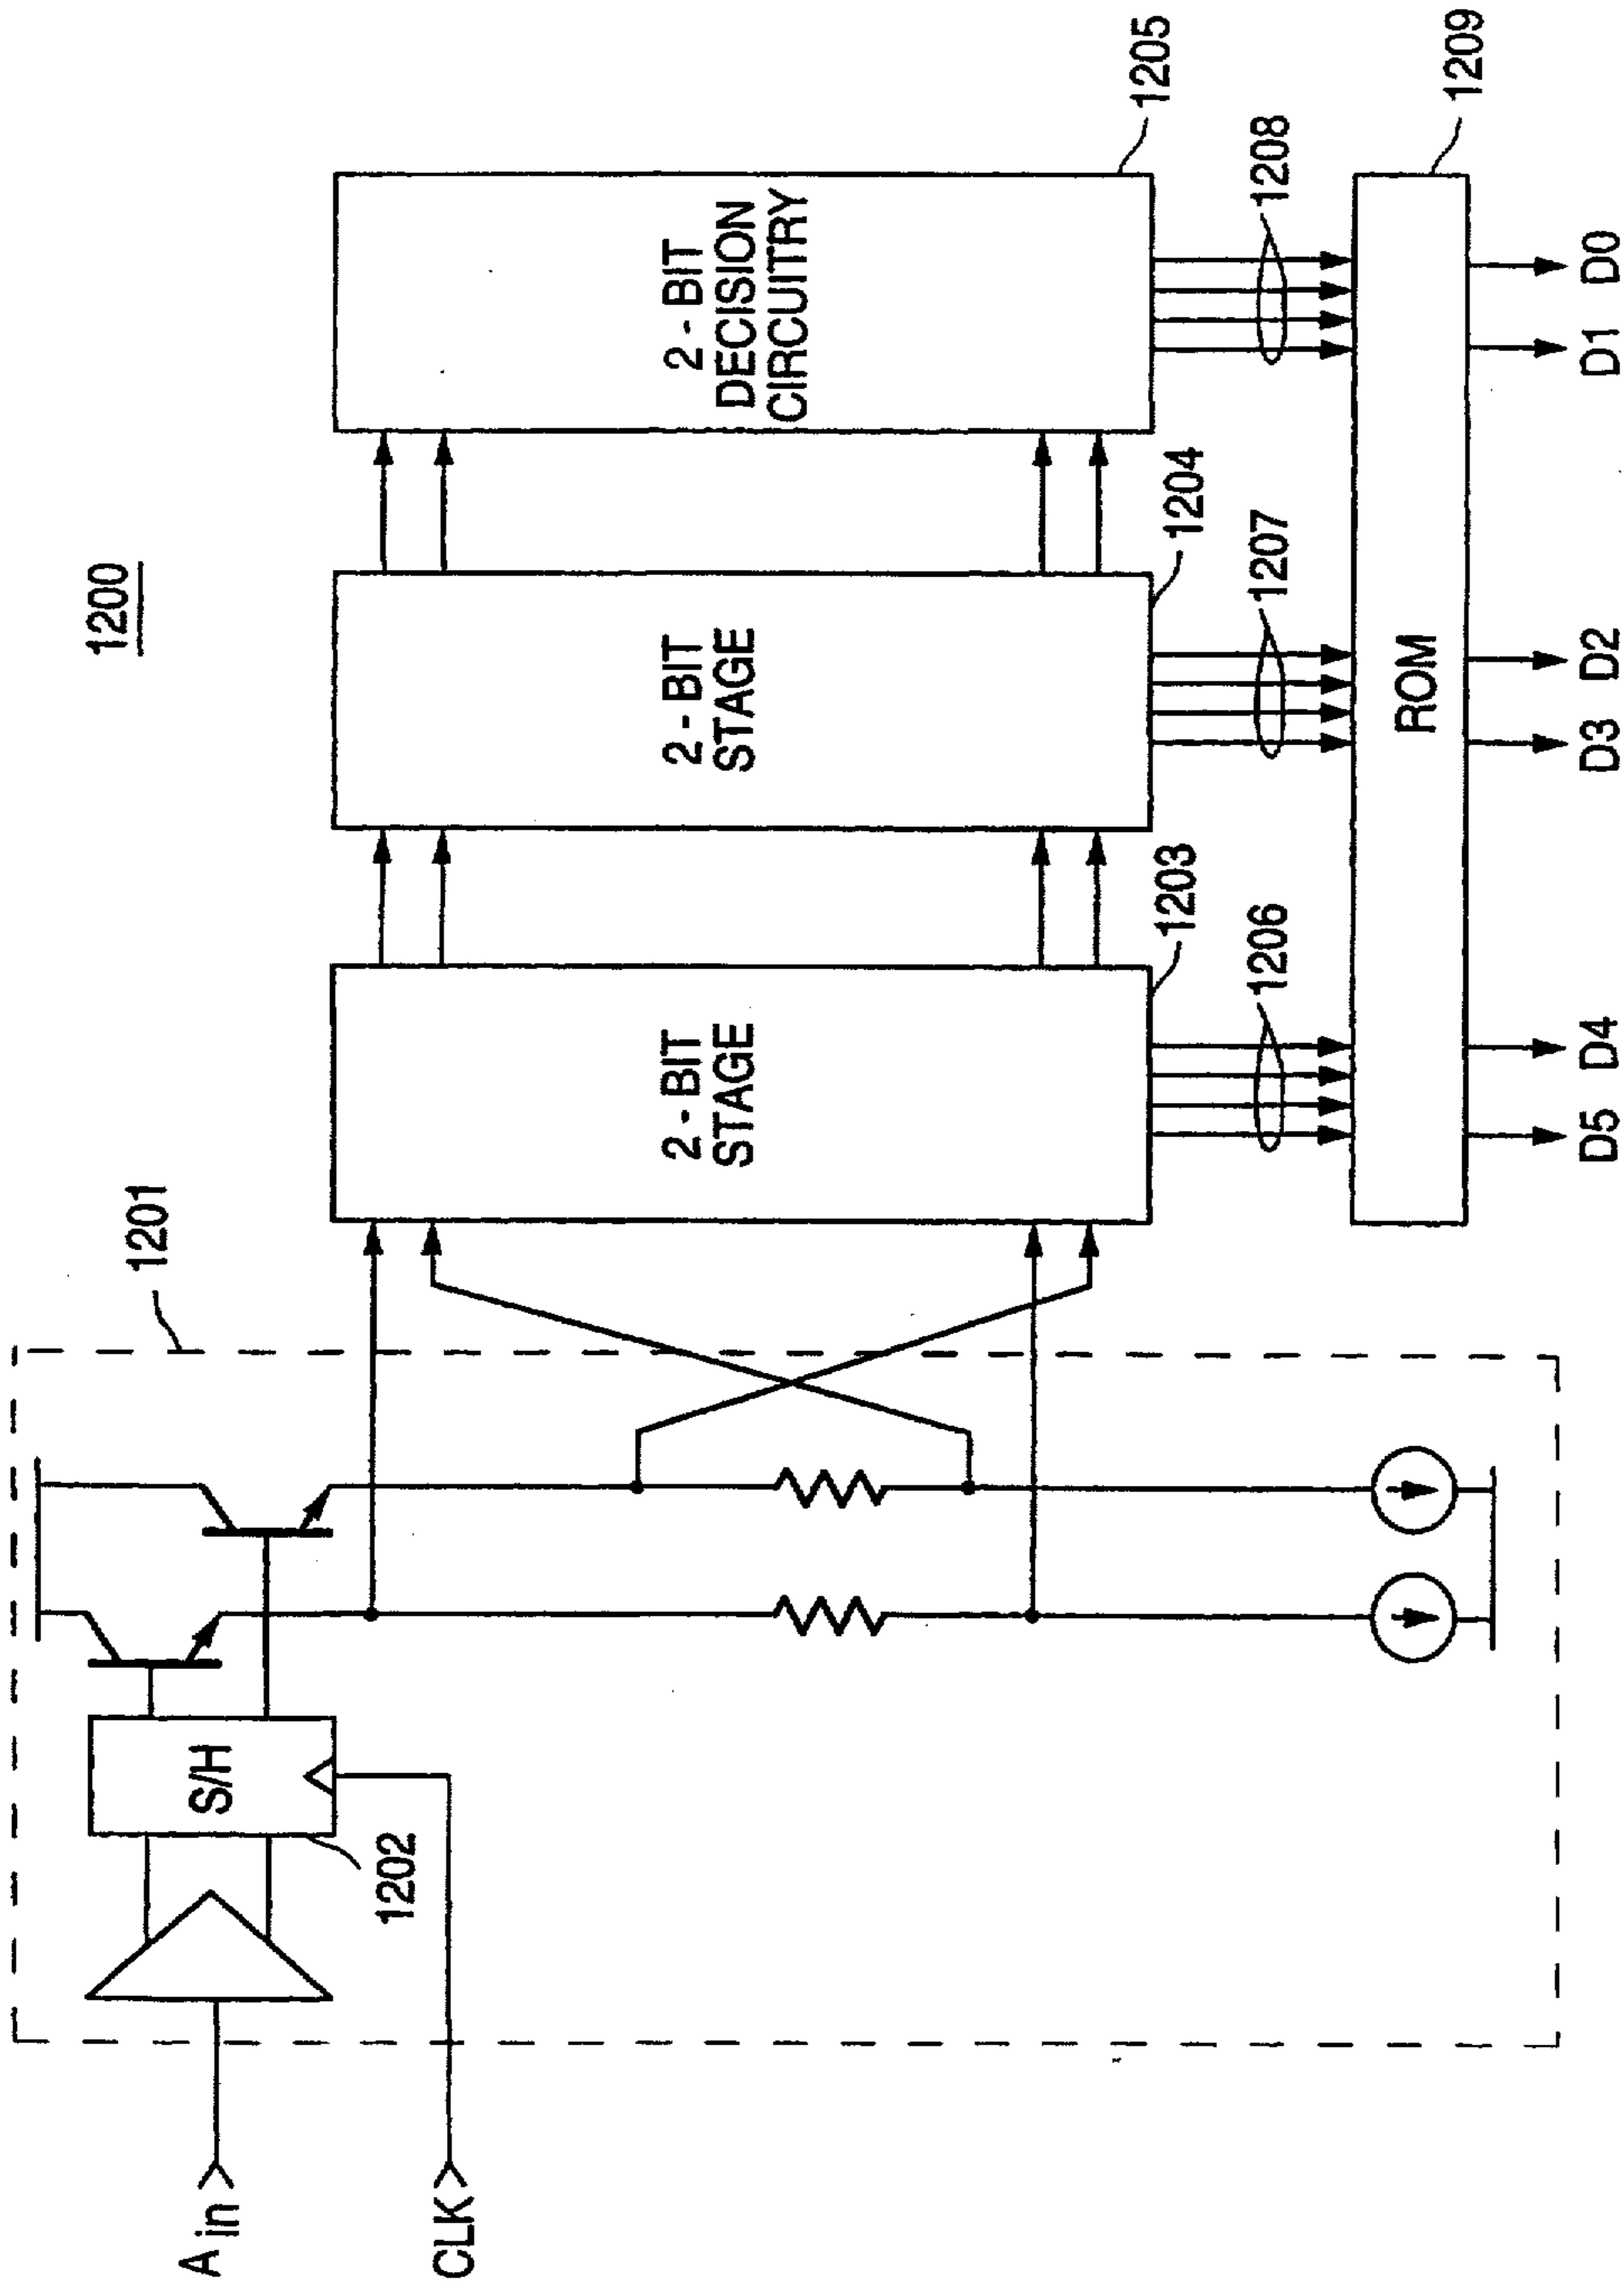 1200
1201
A in
CLK
1202
S/H
2 - BIT
STAGE
1203
2 - BIT
STAGE
1204
2 - BIT
DECISION
CIRCUITRY
1205
1206
1207
1208
ROM
1209
D5
D4
D3
D2
D1
D0